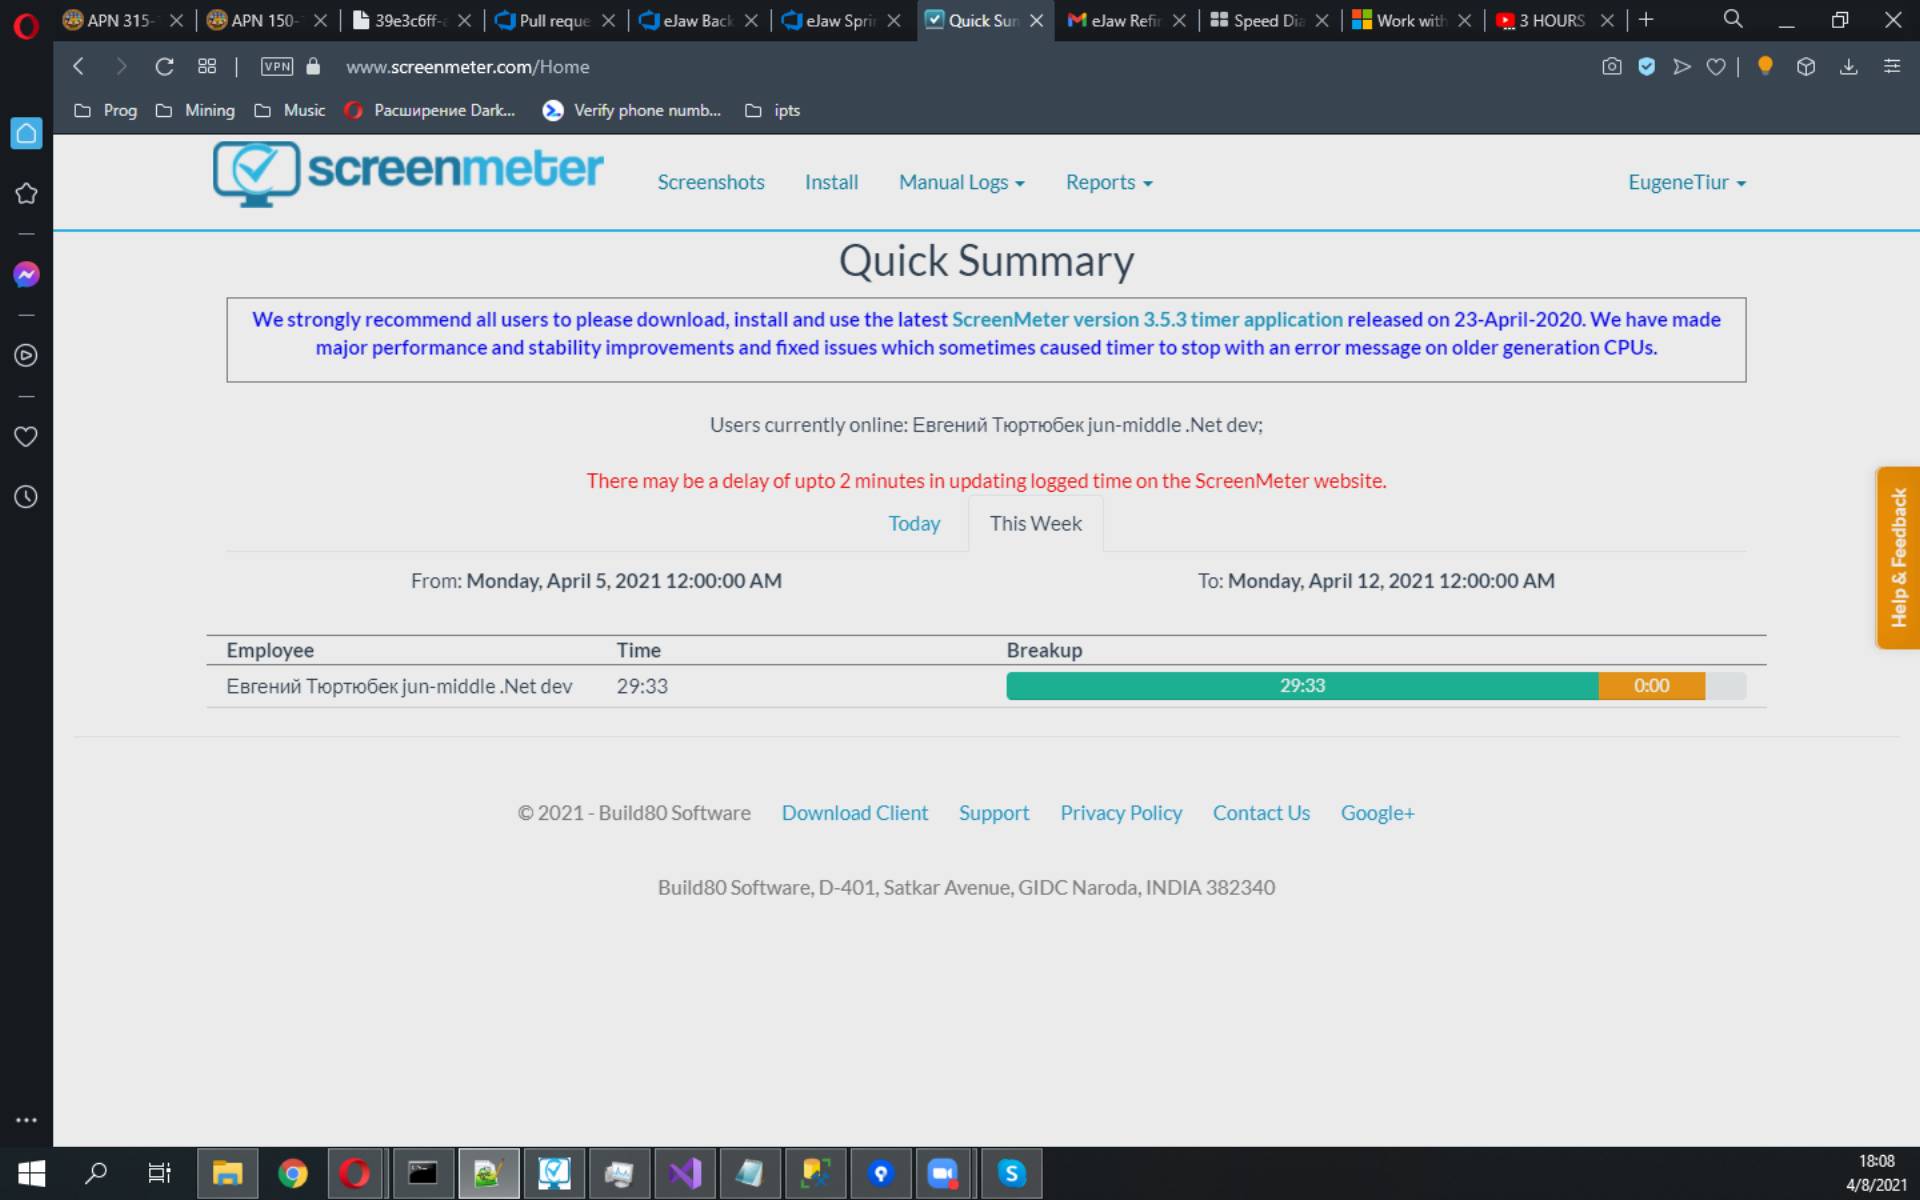 APN 315-
APN 150-
39e3c6ff-
Pull reque
eJaw Back
eJaw Sprin
Quick Sum
eJaw Refin
Speed Dia
Work with
3 HOURS
VPN
www.screenmeter.com/Home
Prog
Mining
Music
Расширение Dark...
Verify phone numb...
ipts
screenmeter
Screenshots
Install
Manual Logs
Reports
EugeneTiur
Quick Summary
We strongly recommend all users to please download, install and use the latest ScreenMeter version 3.5.3 timer application released on 23-April-2020. We have made
major performance and stability improvements and fixed issues which sometimes caused timer to stop with an error message on older generation CPUs.
Users currently online: Евгений Тюртюбек jun-middle .Net dev;
There may be a delay of upto 2 minutes in updating logged time on the ScreenMeter website.
Today
This Week
Help & Feedback
From: Monday, April 5, 2021 12:00:00 AM
To: Monday, April 12, 2021 12:00:00 AM
Employee
Time
Breakup
Евгений Тюртюбек jun-middle .Net dev
29:33
29:33
0:00
© 2021 - Build80 Software
Download Client
Support
Privacy Policy
Contact Us
Google+
Build80 Software, D-401, Satkar Avenue, GIDC Naroda, INDIA 382340
18:08
4/8/2021